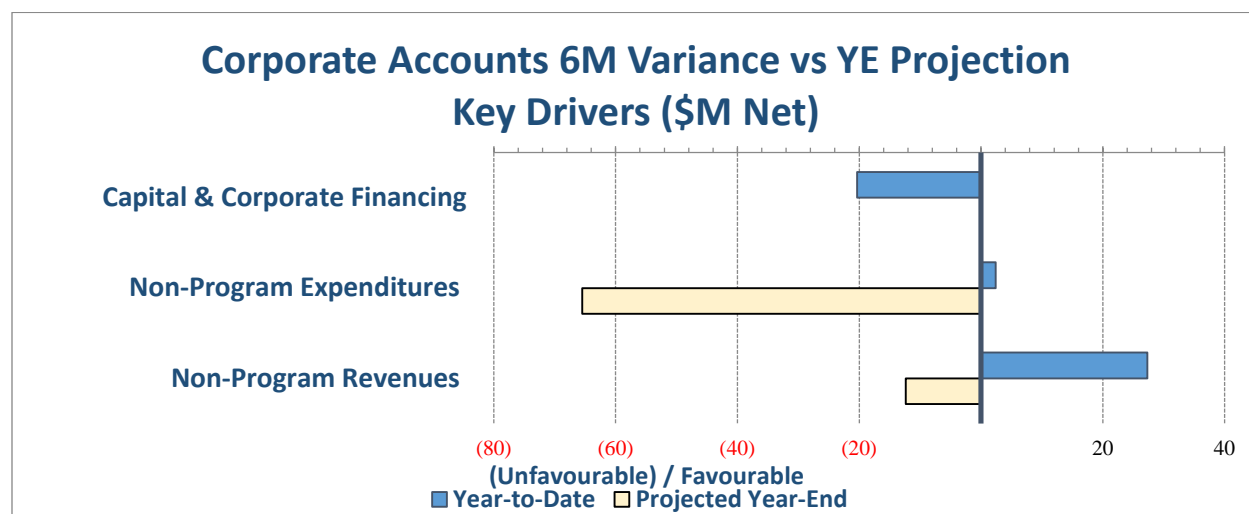 Corporate Accounts 6M Variance vs YE Projection
Key Drivers ($M Net)
Capital & Corporate Financing
Non-Program Expenditures
Non-Program Revenues
(80) (60) (40) (20) 20 40
(Unfavourable) / Favourable
Year-to-Date Projected Year-End